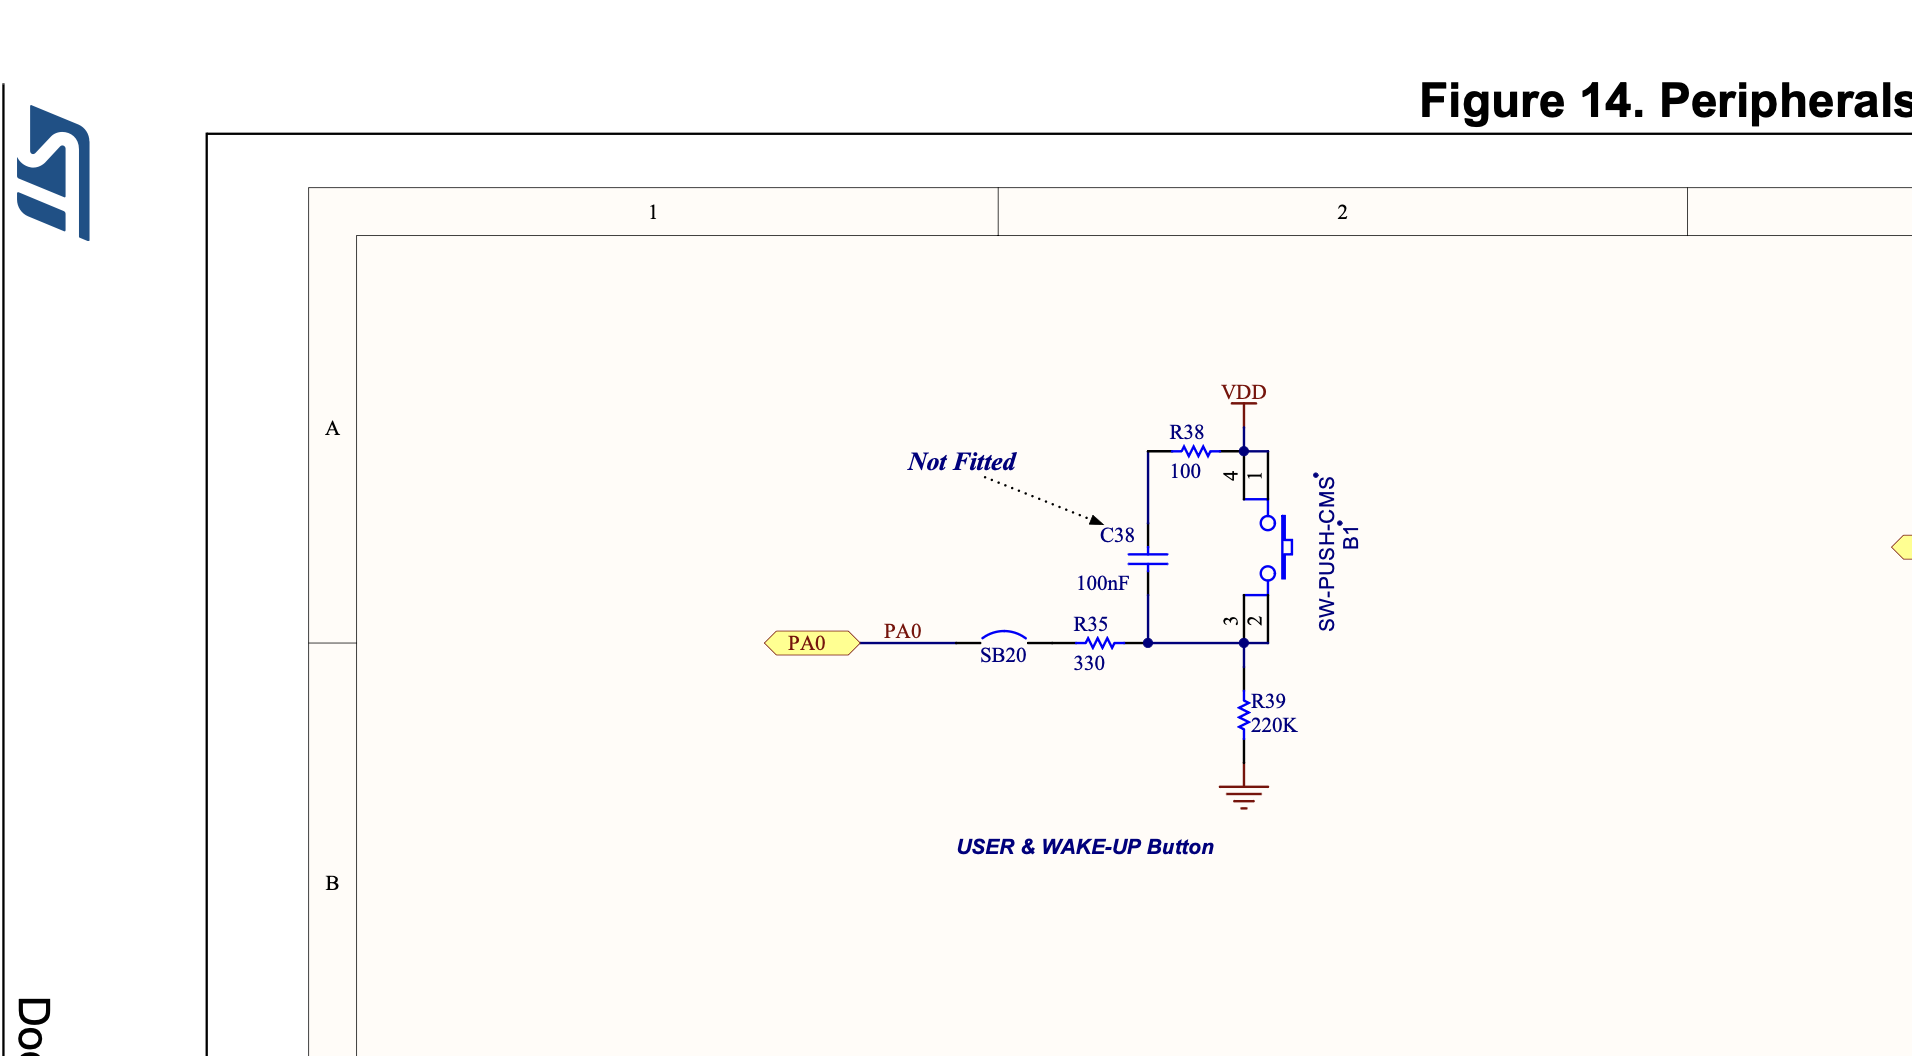 Figure 14. Peripherals
1
2
A
VDD
R38
100
Not Fitted
4
1
C38
100nF
SW-PUSH-CMS
B1
3
2
PA0
PA0
SB20
R35
330
R39
220K
USER & WAKE-UP Button
B
Doc